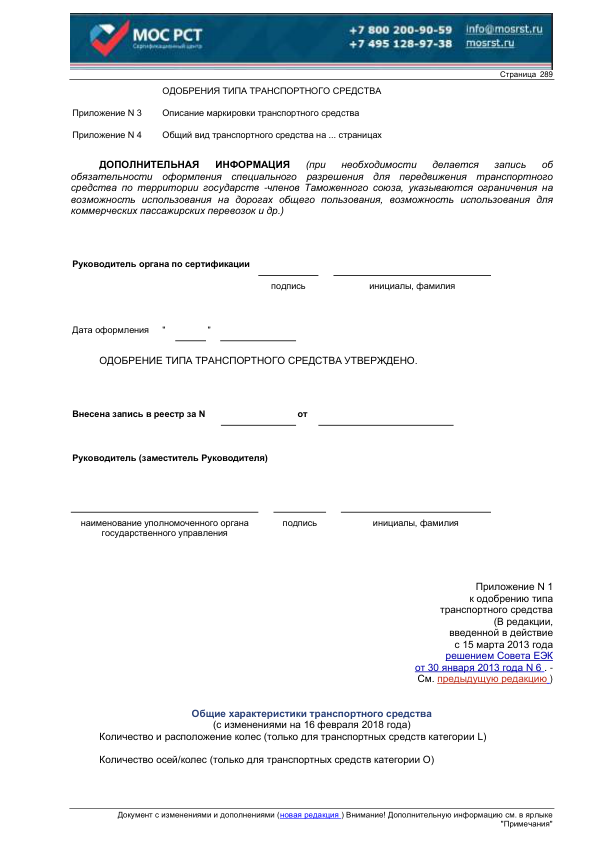 МОС РСТ
Сертификационный центр
+7 800 200-90-59
info@mosrst.ru
+7 495 128-97-38
mosrst.ru
Страница 289
ОДОБРЕНИЯ ТИПА ТРАНСПОРТНОГО СРЕДСТВА
Приложение N 3 Описание маркировки транспортного средства
Приложение N 4 Общий вид транспортного средства на ... страницах
ДОПОЛНИТЕЛЬНАЯ ИНФОРМАЦИЯ (при необходимости делается запись об
обязательности оформления специального разрешения для передвижения транспортного
средства по территории государств -членов Таможенного союза, указываются ограничения на
возможность использования на дорогах общего пользования, возможность использования для
коммерческих пассажирских перевозок и др.)
Руководитель органа по сертификации
подпись инициалы, фамилия
Дата оформления " "
ОДОБРЕНИЕ ТИПА ТРАНСПОРТНОГО СРЕДСТВА УТВЕРЖДЕНО.
Внесена запись в реестр за N от
Руководитель (заместитель Руководителя)
наименование уполномоченного органа подпись инициалы, фамилия
государственного управления
Приложение N 1
к одобрению типа
транспортного средства
(В редакции,
введенной в действие
с 15 марта 2013 года
решением Совета ЕЭК
от 30 января 2013 года N 6 . -
См. предыдущую редакцию )
Общие характеристики транспортного средства
(с изменениями на 16 февраля 2018 года)
Количество и расположение колес (только для транспортных средств категории L)
Количество осей/колес (только для транспортных средств категории О)
Документ с изменениями и дополнениями (новая редакция ) Внимание! Дополнительную информацию см. в ярлыке
"Примечания"